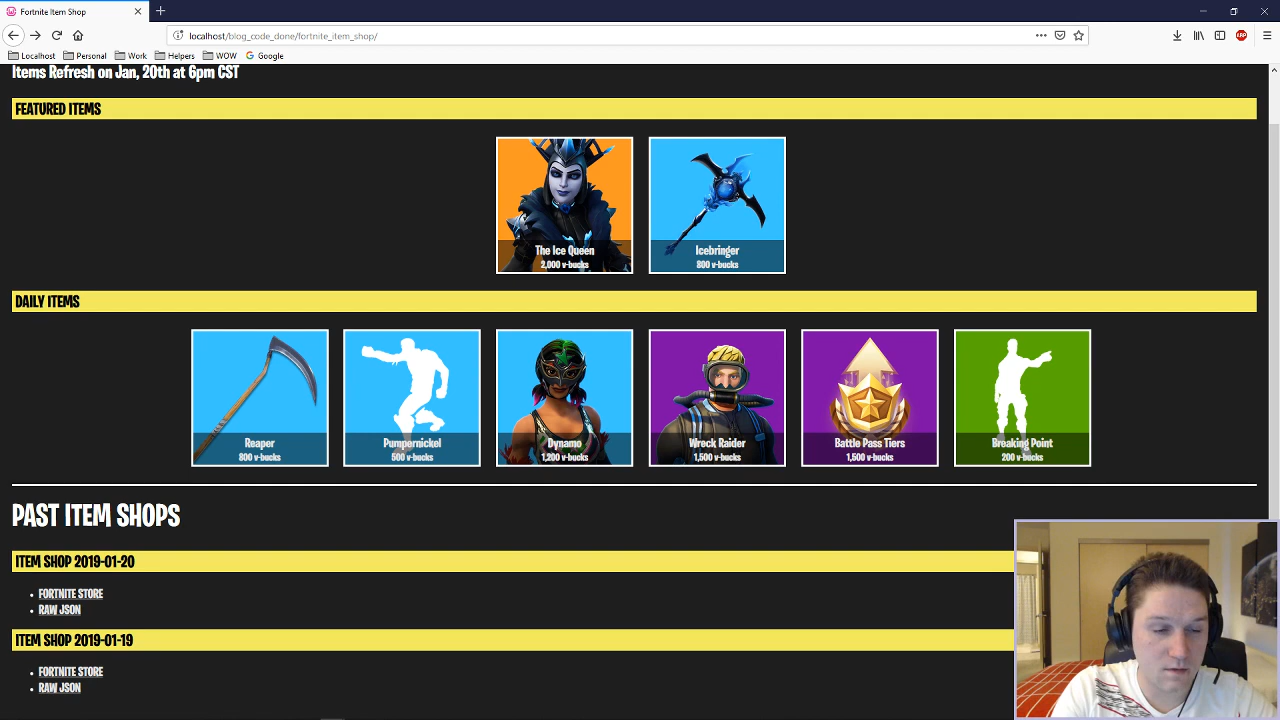 Fortnite Item Shop
localhost/blog_code_done/fortnite_item_shop/
Localhost Personal Work Helpers WOW Google
Items Refresh on Jan, 20th at 6pm CST
FEATURED ITEMS
The Ice Queen
2,000 v-bucks
Icebringer
800 v-bucks
DAILY ITEMS
Reaper
800 v-bucks
Pumpernickel
500 v-bucks
Dynamo
1,200 v-bucks
Wreck Raider
1,500 v-bucks
Battle Pass Tiers
1,500 v-bucks
Breaking Point
200 v-bucks
PAST ITEM SHOPS
ITEM SHOP 2019-01-20
FORTNITE STORE
RAW JSON
ITEM SHOP 2019-01-19
FORTNITE STORE
RAW JSON